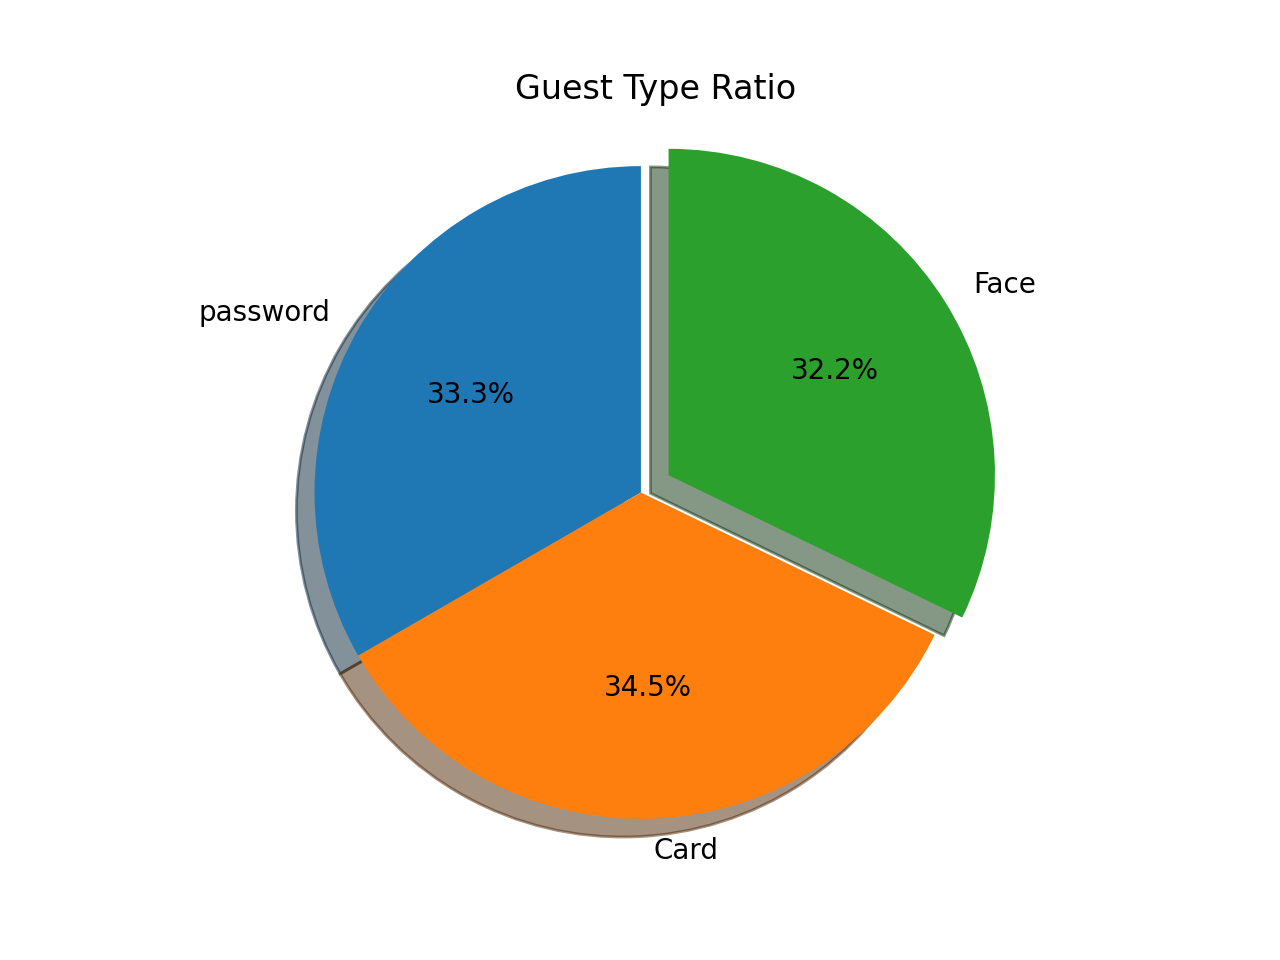 Guest Type Ratio
Face
password
32.2%
33.3%
34.5%
Card